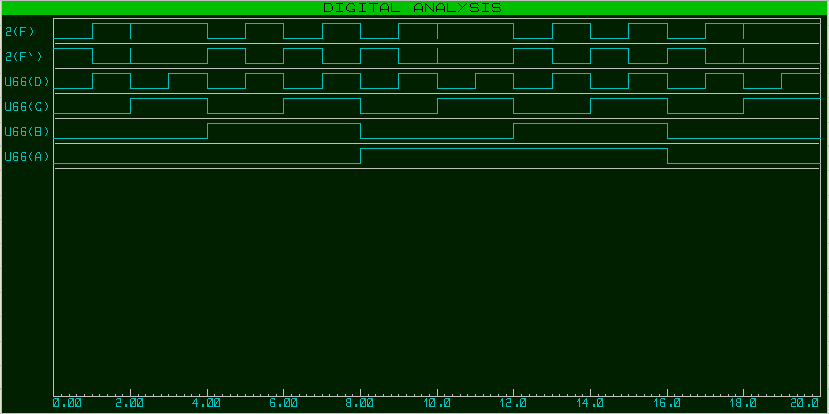 DIGITAL ANALYSIS
2(F)
2(F`)
U66(D)
U66(C)
U66(B)
U66(A)
0.00 2.00 4.00 6.00 8.00 10.0 12.0 14.0 16.0 18.0 20.0